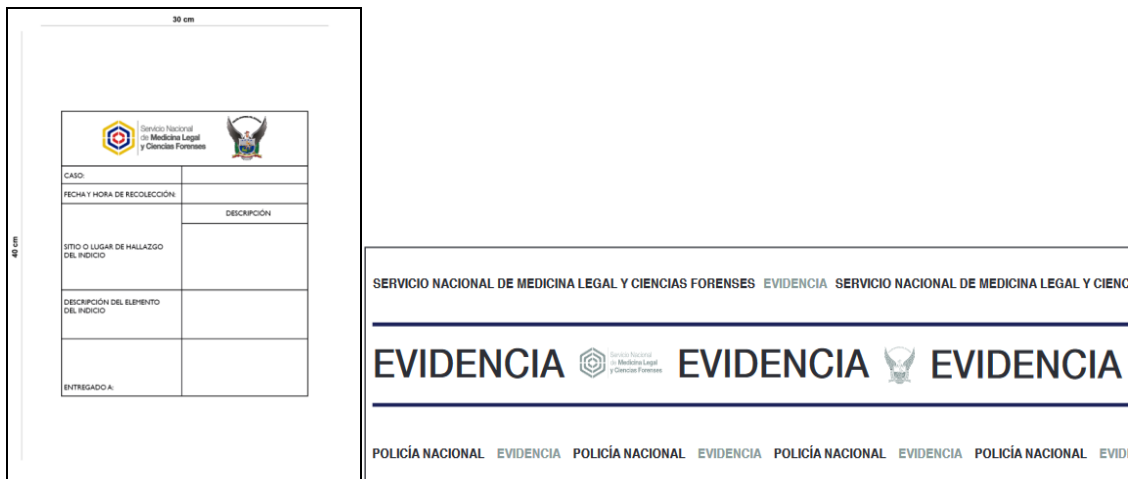 30 cm
40 cm
Servicio Nacional
de Medicina Legal
y Ciencias Forenses
CASO:
FECHA Y HORA DE RECOLECCIÓN:
DESCRIPCIÓN
SITIO O LUGAR DE HALLAZGO
DEL INDICIO
DESCRIPCIÓN DEL ELEMENTO
DEL INDICIO
ENTREGADO A:
SERVICIO NACIONAL DE MEDICINA LEGAL Y CIENCIAS FORENSES EVIDENCIA SERVICIO NACIONAL DE MEDICINA LEGAL Y CIENC
EVIDENCIA Servicio Nacional de Medicina Legal y Ciencias Forenses EVIDENCIA EVIDENCIA
POLICÍA NACIONAL EVIDENCIA POLICÍA NACIONAL EVIDENCIA POLICÍA NACIONAL EVIDENCIA POLICÍA NACIONAL EVID